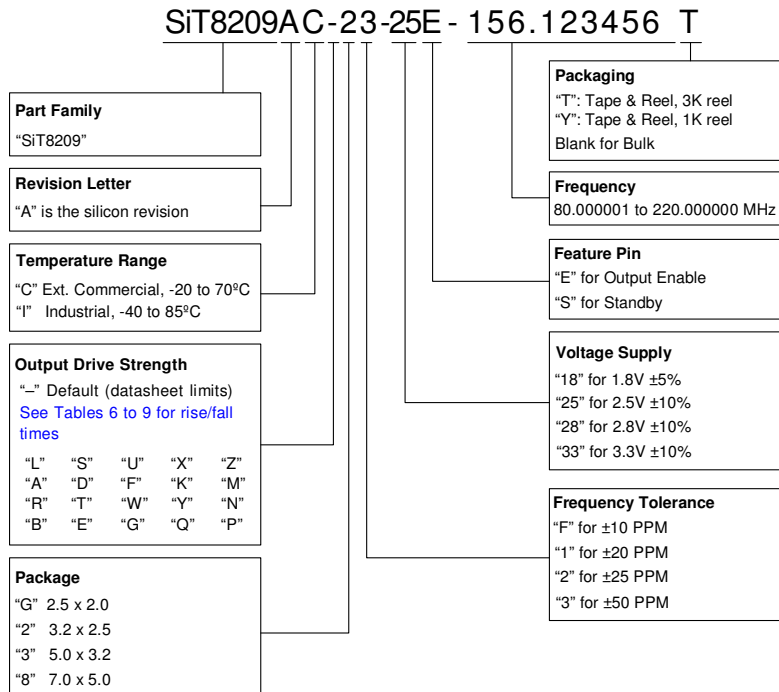 SiT8209AC-23-25E - 156.123456 T
Part Family
“SiT8209”
Revision Letter
“A” is the silicon revision
Temperature Range
“C” Ext. Commercial, -20 to 70ºC
“I” Industrial, -40 to 85ºC
Output Drive Strength
“–” Default (datasheet limits)
See Tables 6 to 9 for rise/fall
times
“L” “S” “U” “X” “Z”
“A” “D” “F” “K” “M”
“R” “T” “W” “Y” “N”
“B” “E” “G” “Q” “P”
Package
“G” 2.5 x 2.0
“2” 3.2 x 2.5
“3” 5.0 x 3.2
“8” 7.0 x 5.0
Packaging
“T”: Tape & Reel, 3K reel
“Y”: Tape & Reel, 1K reel
Blank for Bulk
Frequency
80.000001 to 220.000000 MHz
Feature Pin
“E” for Output Enable
“S” for Standby
Voltage Supply
“18” for 1.8V ±5%
“25” for 2.5V ±10%
“28” for 2.8V ±10%
“33” for 3.3V ±10%
Frequency Tolerance
“F” for ±10 PPM
“1” for ±20 PPM
“2” for ±25 PPM
“3” for ±50 PPM